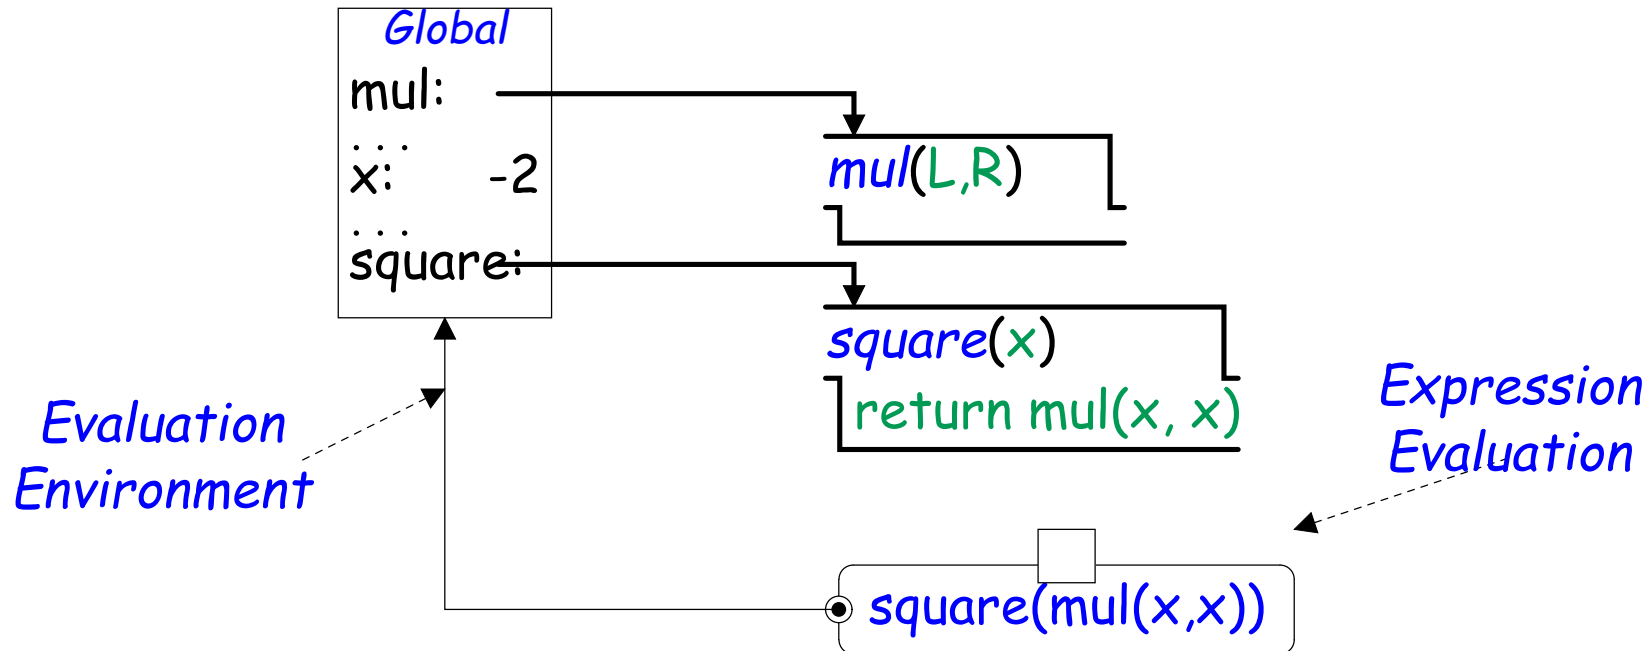 Global
mul:
. . .
x: -2
. . .
square:
mul(L,R)
square(x)
return mul(x, x)
Evaluation
Environment
Expression
Evaluation
square(mul(x,x))